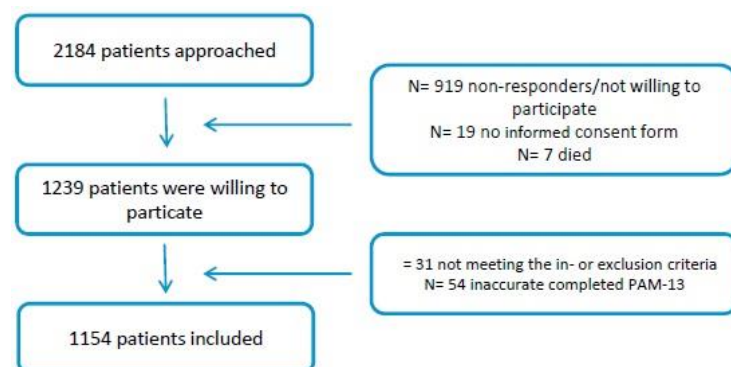 2184 patients approached
N= 919 non-responders/not willing to
participate
N= 19 no informed consent form
N= 7 died
1239 patients were willing to
particate
= 31 not meeting the in- or exclusion criteria
N= 54 inaccurate completed PAM-13
1154 patients included